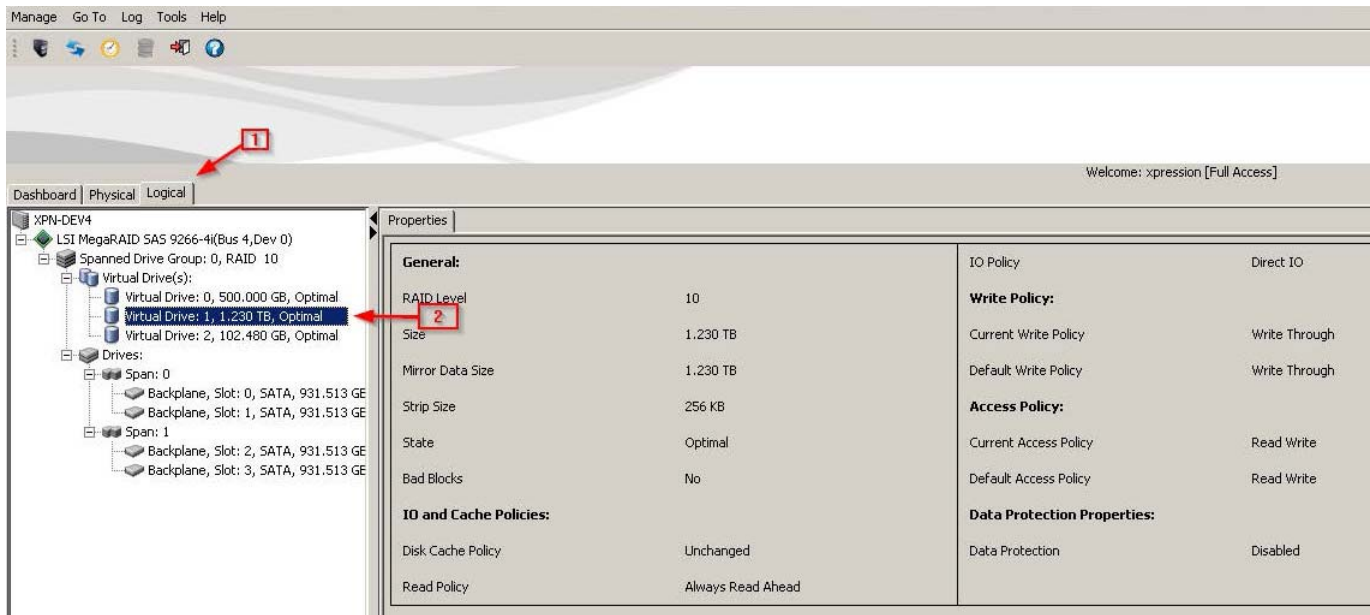 Manage Go To Log Tools Help
1
Welcome: xpression [Full Access]
Dashboard Physical Logical
XPN-DEV4
LSI MegaRAID SAS 9266-4i(Bus 4,Dev 0)
Spanned Drive Group: 0, RAID 10
Virtual Drive(s):
Virtual Drive: 0, 500.000 GB, Optimal
Virtual Drive: 1, 1.230 TB, Optimal
2
Virtual Drive: 2, 102.480 GB, Optimal
Drives:
Span: 0
Backplane, Slot: 0, SATA, 931.513 GE
Backplane, Slot: 1, SATA, 931.513 GE
Span: 1
Backplane, Slot: 2, SATA, 931.513 GE
Backplane, Slot: 3, SATA, 931.513 GE
Properties
General:
RAID Level 10
Size 1.230 TB
Mirror Data Size 1.230 TB
Strip Size 256 KB
State Optimal
Bad Blocks No
IO and Cache Policies:
Disk Cache Policy Unchanged
Read Policy Always Read Ahead
IO Policy Direct IO
Write Policy:
Current Write Policy Write Through
Default Write Policy Write Through
Access Policy:
Current Access Policy Read Write
Default Access Policy Read Write
Data Protection Properties:
Data Protection Disabled